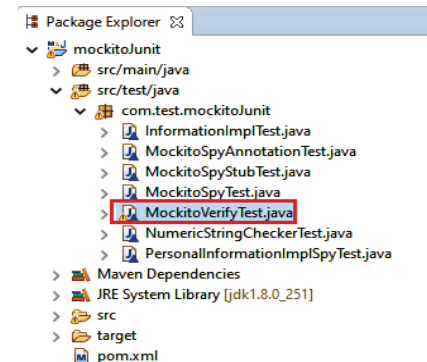 Package Explorer
mockitoJunit
src/main/java
src/test/java
com.test.mockitoJunit
InformationImplTest.java
MockitoSpyAnnotationTest.java
MockitoSpyStubTest.java
MockitoSpyTest.java
MockitoVerifyTest.java
NumericStringCheckerTest.java
PersonalInformationImplSpyTest.java
Maven Dependencies
JRE System Library [jdk1.8.0_251]
src
target
pom.xml